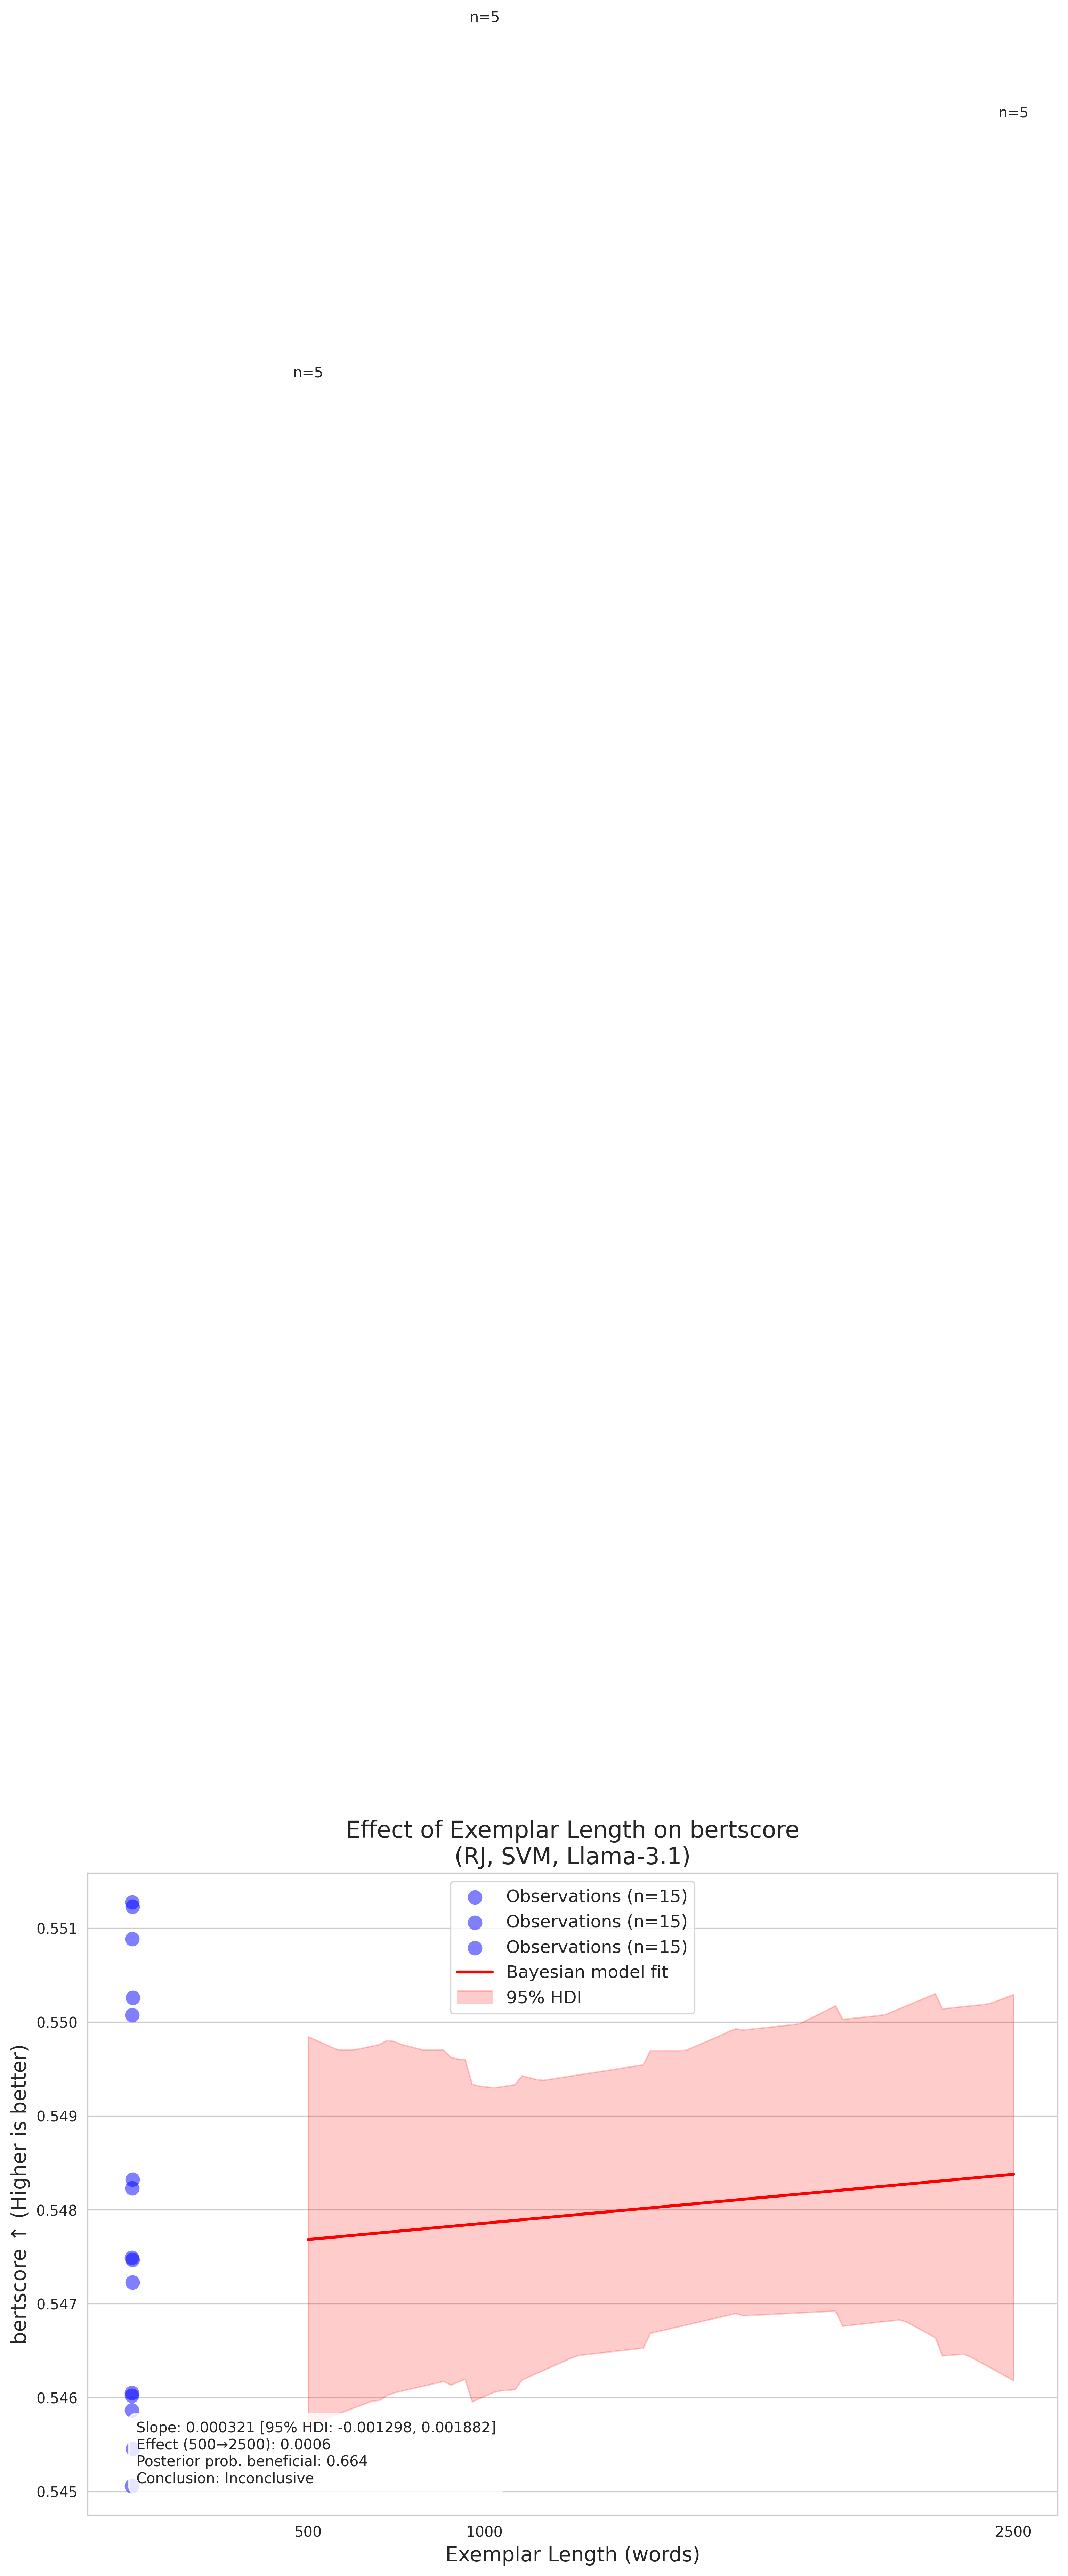 n=5
n=5
n=5
Effect of Exemplar Length on bertscore
(RJ, SVM, Llama-3.1)
Observations (n=15)
Observations (n=15)
Observations (n=15)
Bayesian model fit
95% HDI
bertscore ↑ (Higher is better)
0.551
0.550
0.549
0.548
0.547
0.546
0.545
Slope: 0.000321 [95% HDI: -0.001298, 0.001882]
Effect (500→2500): 0.0006
Posterior prob. beneficial: 0.664
Conclusion: Inconclusive
500 1000 2500
Exemplar Length (words)